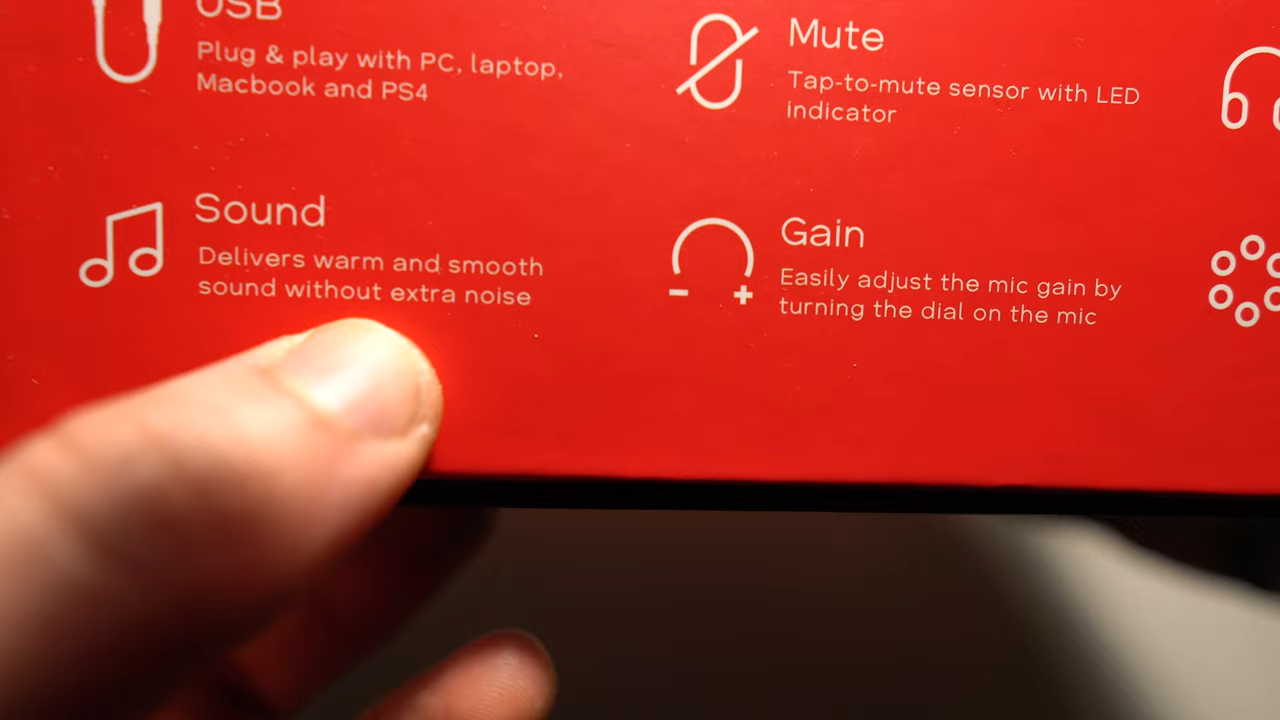 USB
Plug & play with PC, laptop,
Macbook and PS4
Mute
Tap-to-mute sensor with LED
indicator
Sound
Delivers warm and smooth
sound without extra noise
Gain
Easily adjust the mic gain by
turning the dial on the mic